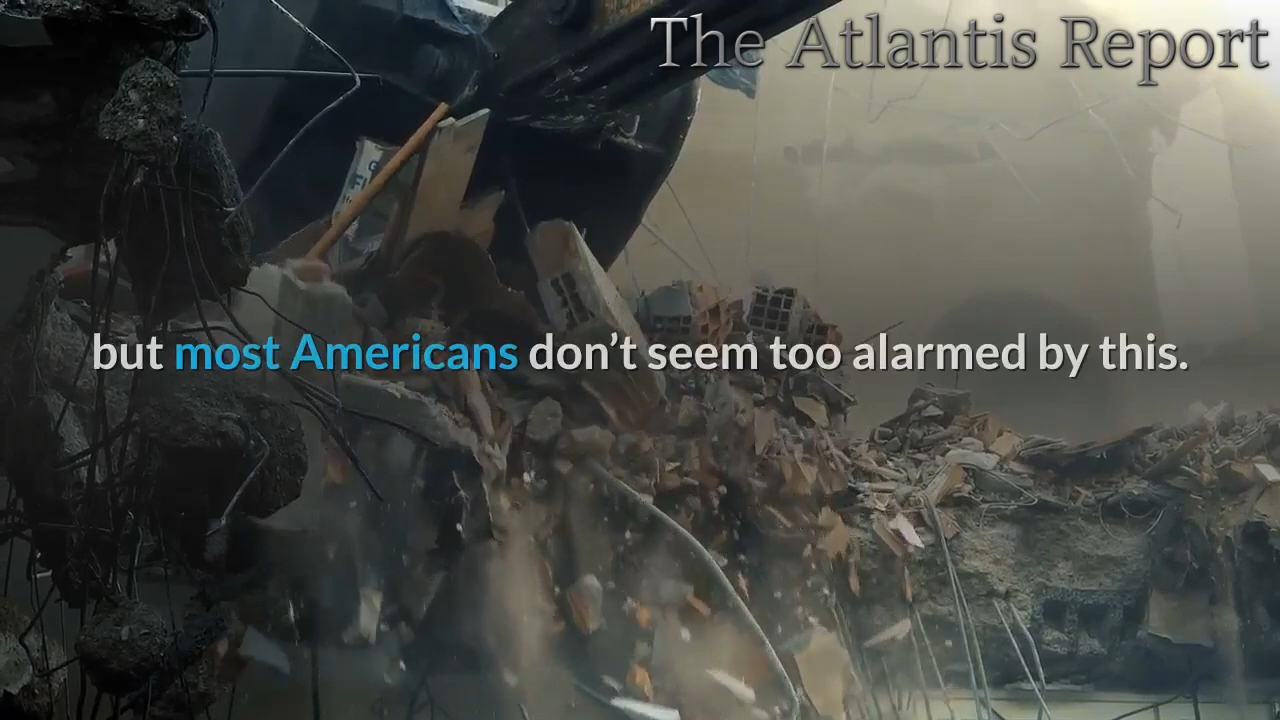 The Atlantis Report
but most Americans don’t seem too alarmed by this.